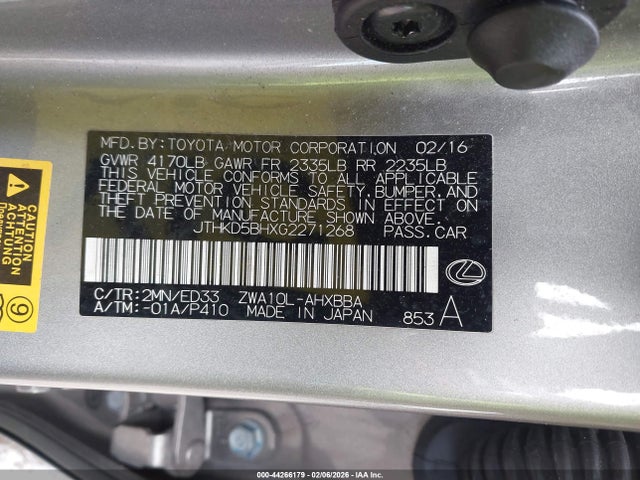 MFD.BY:TOYOTA MOTOR CORPORATION 02/16
GVWR 4170LB GAWR FR 2335LB RR 2235LB
THIS VEHICLE CONFORMS TO ALL APPLICABLE
FEDERAL MOTOR VEHICLE SAFETY, BUMPER, AND
THEFT PREVENTION STANDARDS IN EFFECT ON
THE DATE OF MANUFACTURE SHOWN ABOVE.
JTHKD5BHXG2271268 PASS.CAR
C/TR:2MN/ED33 ZWA10L-AHXBBA
A/TM:-01A/P410 MADE IN JAPAN 853 A
CAUTION
ATTENTION
9
000-44266179 - 02/06/2026 - IAA Inc.